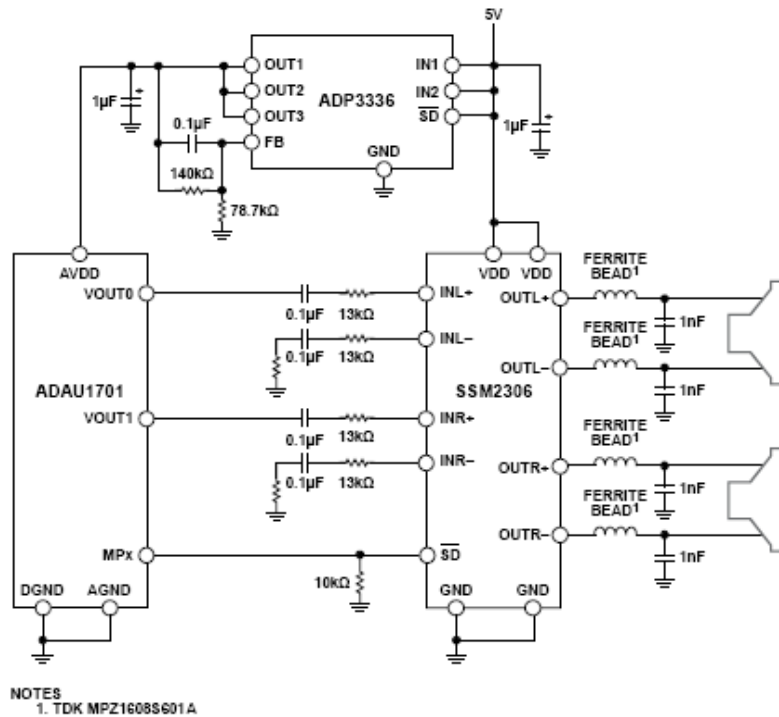 5V
OUT1
IN1
OUT2
ADP3336
IN2
OUT3
SD
1µF
1µF
0.1µF
FB
GND
140kΩ
78.7kΩ
AVDD
VDD
VDD
FERRITE
BEAD1
VOUT0
INL+
OUTL+
0.1µF
13kΩ
1nF
FERRITE
BEAD1
INL–
0.1µF
13kΩ
OUTL–
ADAU1701
SSM2306
1nF
VOUT1
INR+
FERRITE
BEAD1
0.1µF
13kΩ
INR–
OUTR+
0.1µF
13kΩ
1nF
FERRITE
BEAD1
OUTR–
MPx
SD
1nF
10kΩ
DGND
AGND
GND
GND
NOTES
1. TDK MPZ1608S601A